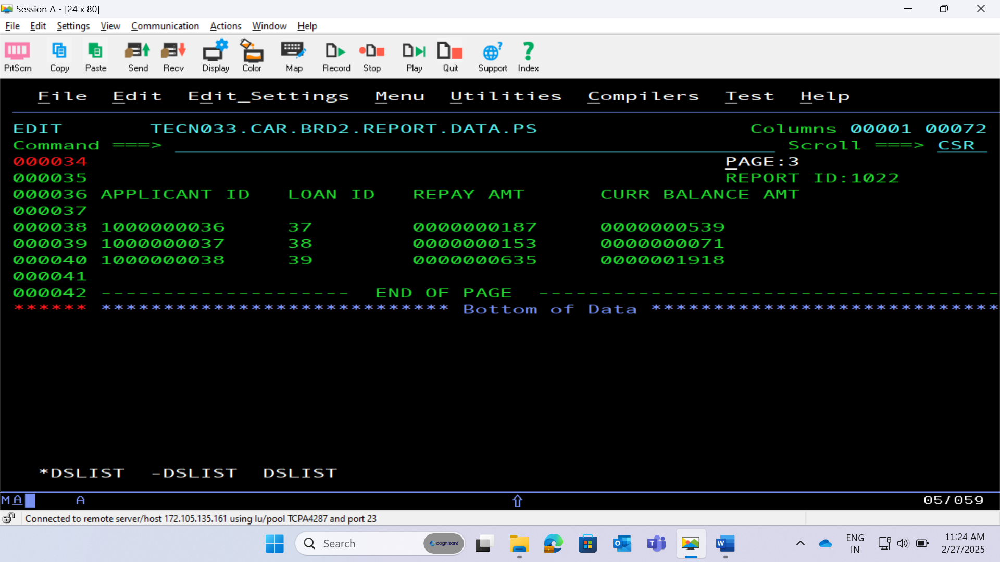 Session A - [24 x 80]
File Edit Settings View Communication Actions Window Help
PrtScrn Copy Paste Send Recv Display Color Map Record Stop Play Quit Support Index
File Edit Edit_Settings Menu Utilities Compilers Test Help
EDIT TECN033.CAR.BRD2.REPORT.DATA.PS Columns 00001 00072
Command ===> Scroll ===> CSR
000034 PAGE:3
000035 REPORT ID:1022
000036 APPLICANT ID LOAN ID REPAY AMT CURR BALANCE AMT
000037
000038 1000000036 37 0000000187 0000000539
000039 1000000037 38 0000000153 0000000071
000040 1000000038 39 0000000635 0000001918
000041
000042 -------------------- END OF PAGE -------------------------------------
****** **************************** Bottom of Data ****************************
*DSLIST -DSLIST DSLIST
MA A 05/059
Connected to remote server/host 172.105.135.161 using lu/pool TCPA4287 and port 23
Search cognizant ENG 11:24 AM
IN 2/27/2025